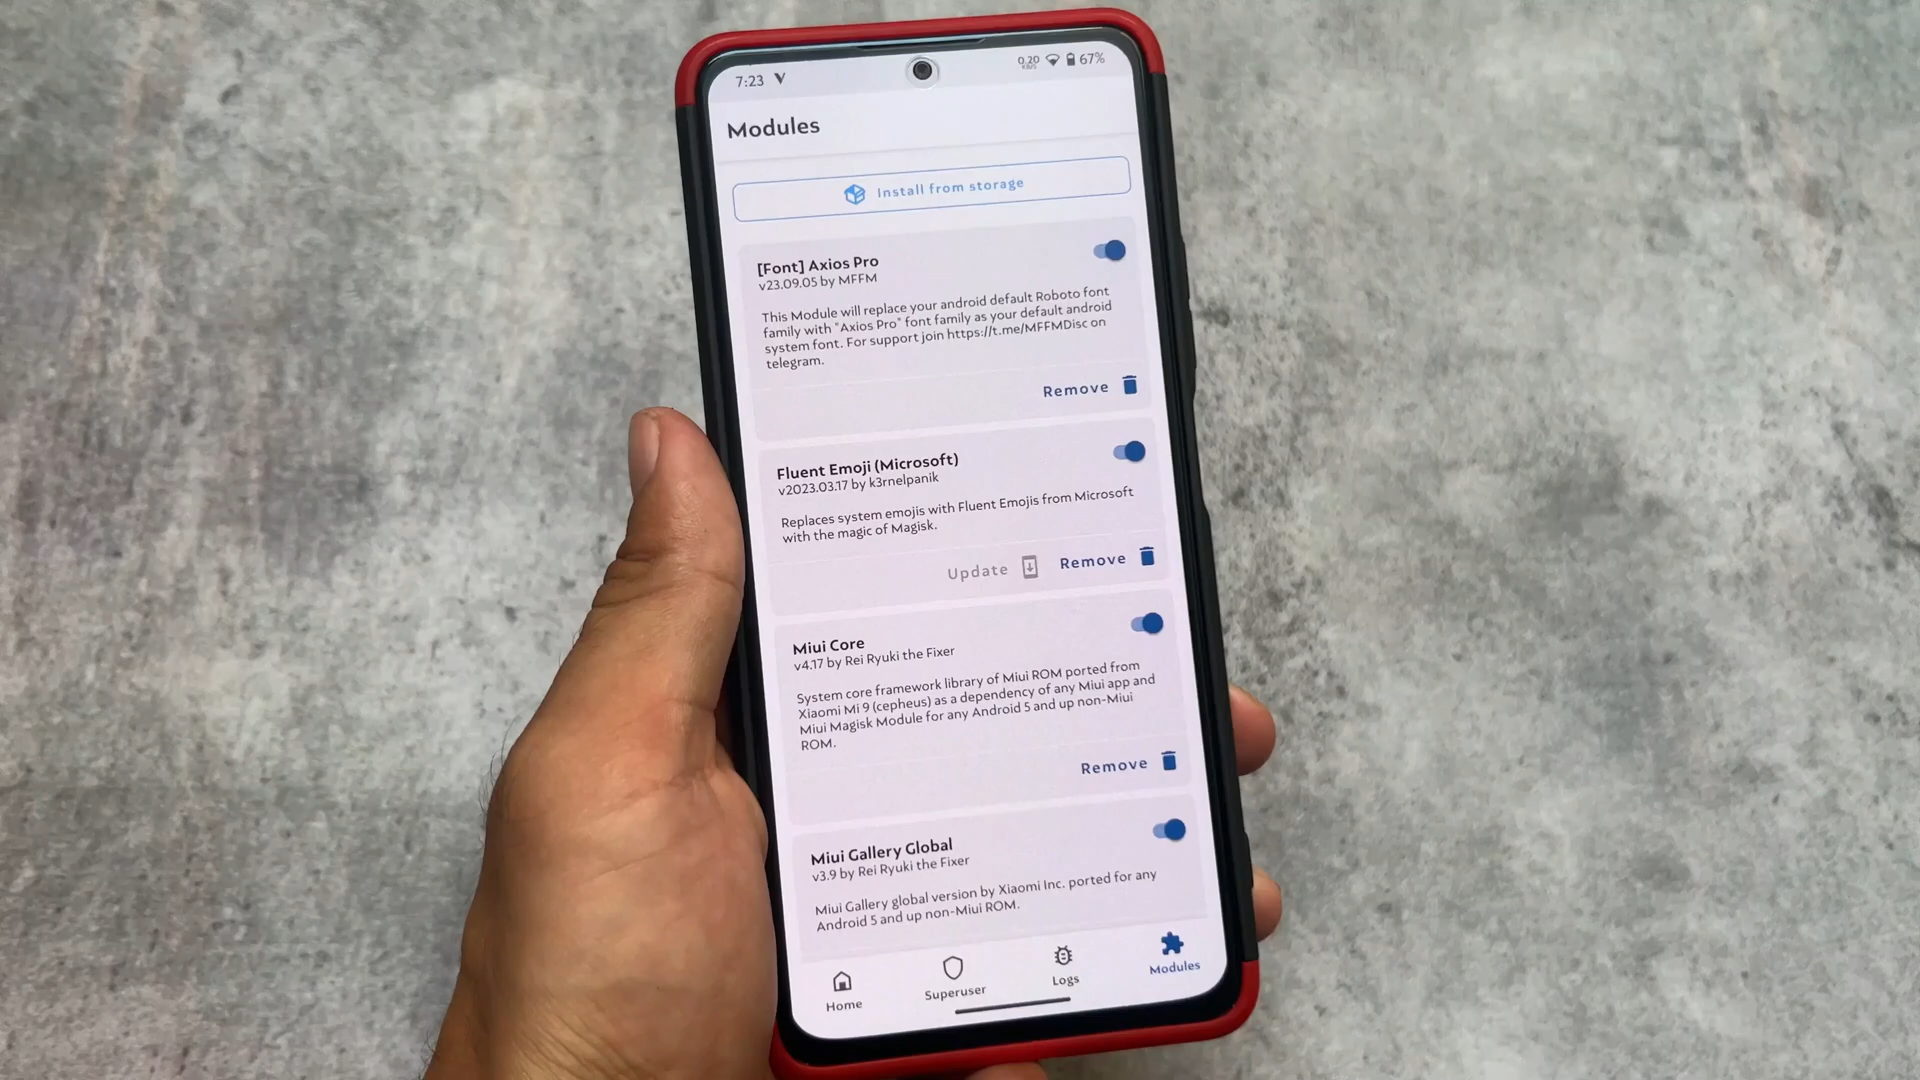 7:23
0.20
KB/S
67%
Modules
Install from storage
[Font] Axios Pro
v23.09.05 by MFFM
This Module will replace your android default Roboto font
family with "Axios Pro" font family as your default android
system font. For support join https://t.me/MFFMDisc on
telegram.
Remove
Fluent Emoji (Microsoft)
v2023.03.17 by k3rnelpanik
Replaces system emojis with Fluent Emojis from Microsoft
with the magic of Magisk.
Update
Remove
Miui Core
v4.17 by Rei Ryuki the Fixer
System core framework library of Miui ROM ported from
Xiaomi Mi 9 (cepheus) as a dependency of any Miui app and
Miui Magisk Module for any Android 5 and up non-Miui
ROM.
Remove
Miui Gallery Global
v3.9 by Rei Ryuki the Fixer
Miui Gallery global version by Xiaomi Inc. ported for any
Android 5 and up non-Miui ROM.
Home
Superuser
Logs
Modules